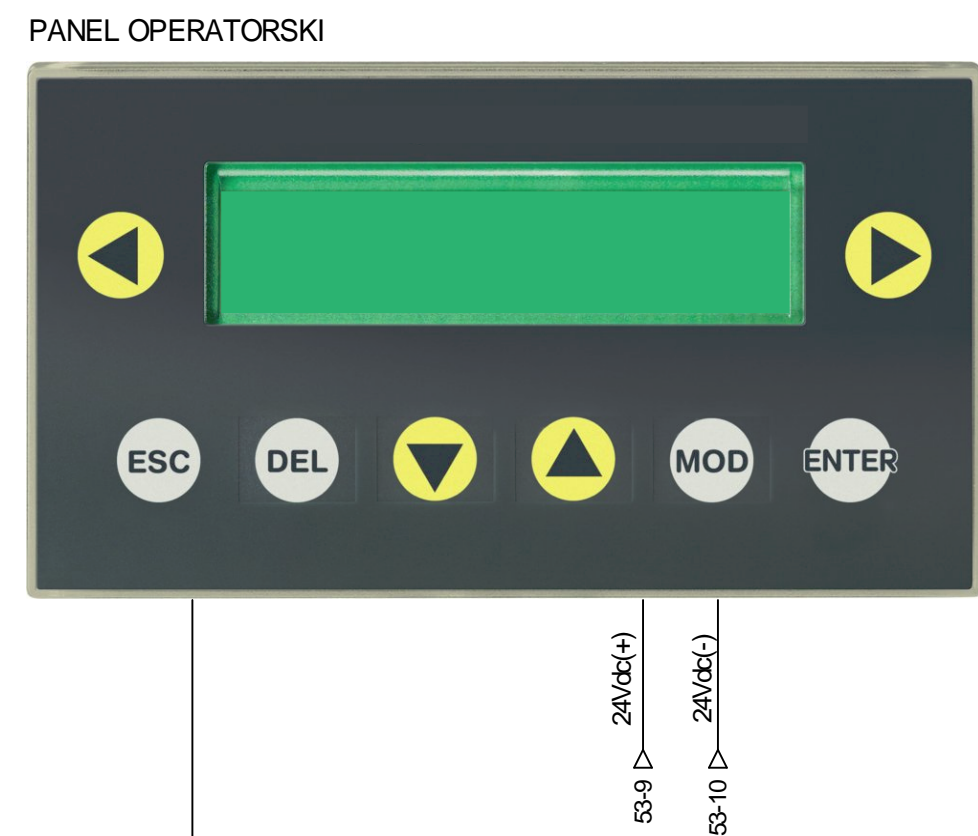 PANEL OPERATORSKI
ESC DEL MOD ENTER
24Vdc(+)
24Vdc(-)
53-9
53-10